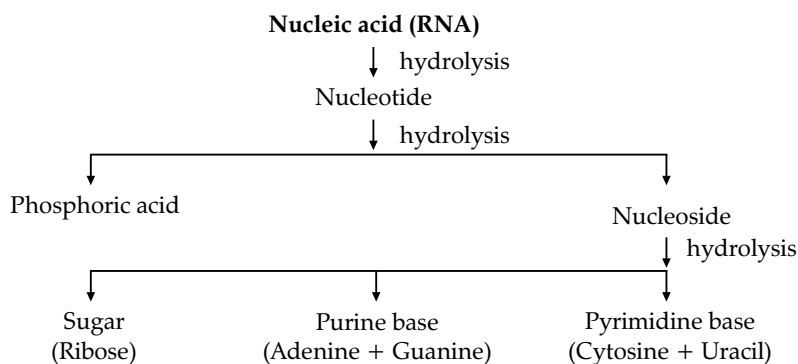 Nucleic acid (RNA)
hydrolysis
Nucleotide
hydrolysis
Phosphoric acid
Nucleoside
hydrolysis
Sugar
(Ribose)
Purine base
(Adenine + Guanine)
Pyrimidine base
(Cytosine + Uracil)